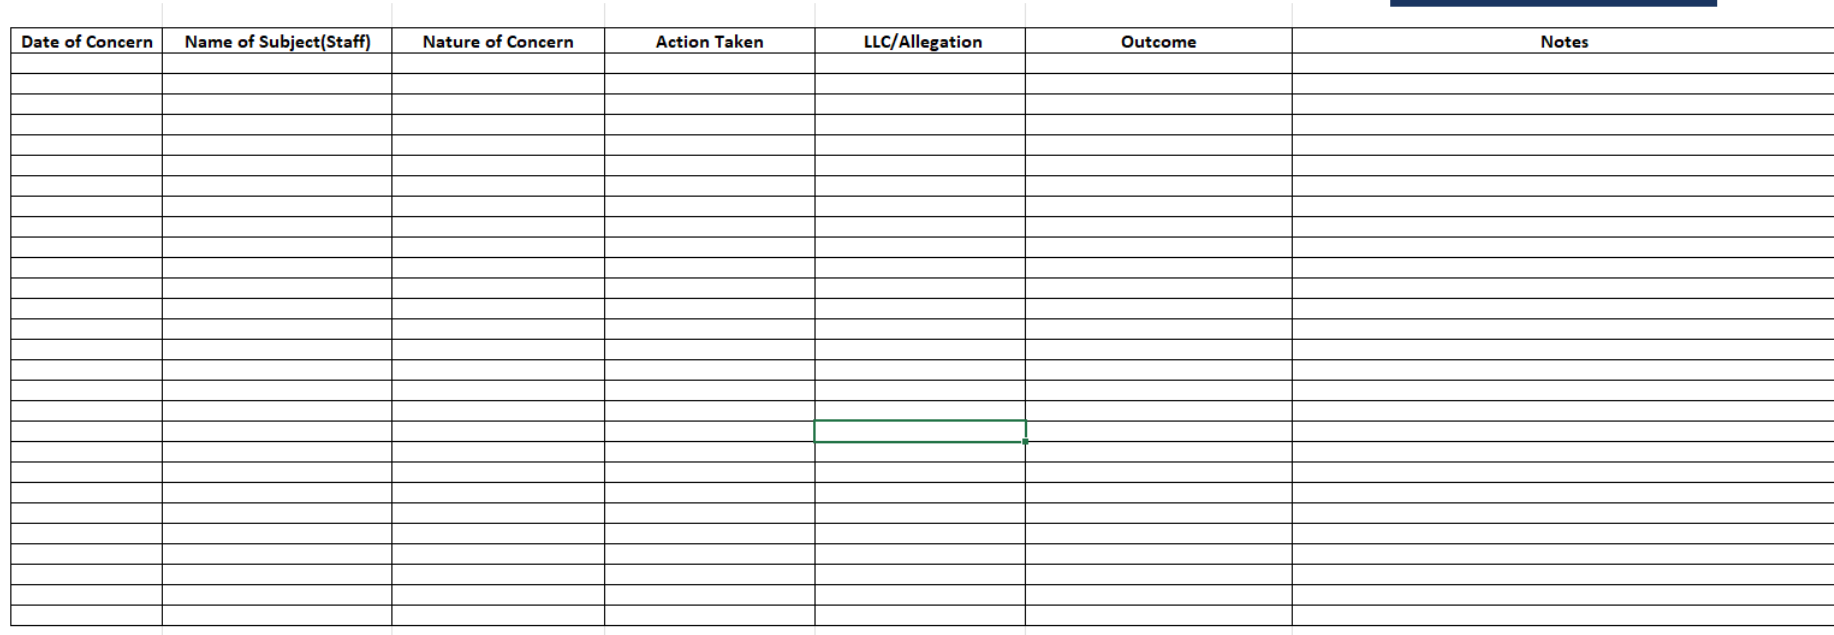 Date of Concern Name of Subject(Staff) Nature of Concern Action Taken LLC/Allegation Outcome Notes